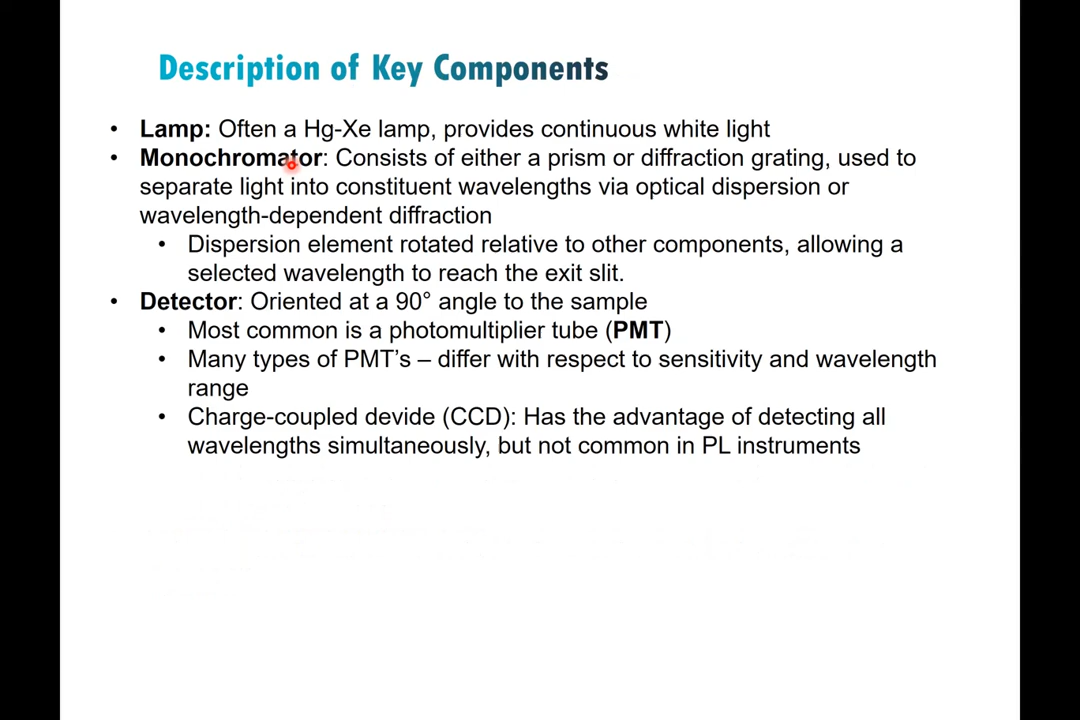 Description of Key Components
• Lamp: Often a Hg-Xe lamp, provides continuous white light
• Monochromator: Consists of either a prism or diffraction grating, used to
separate light into constituent wavelengths via optical dispersion or
wavelength-dependent diffraction
• Dispersion element rotated relative to other components, allowing a
selected wavelength to reach the exit slit.
• Detector: Oriented at a 90° angle to the sample
• Most common is a photomultiplier tube (PMT)
• Many types of PMT's – differ with respect to sensitivity and wavelength
range
• Charge-coupled devide (CCD): Has the advantage of detecting all
wavelengths simultaneously, but not common in PL instruments